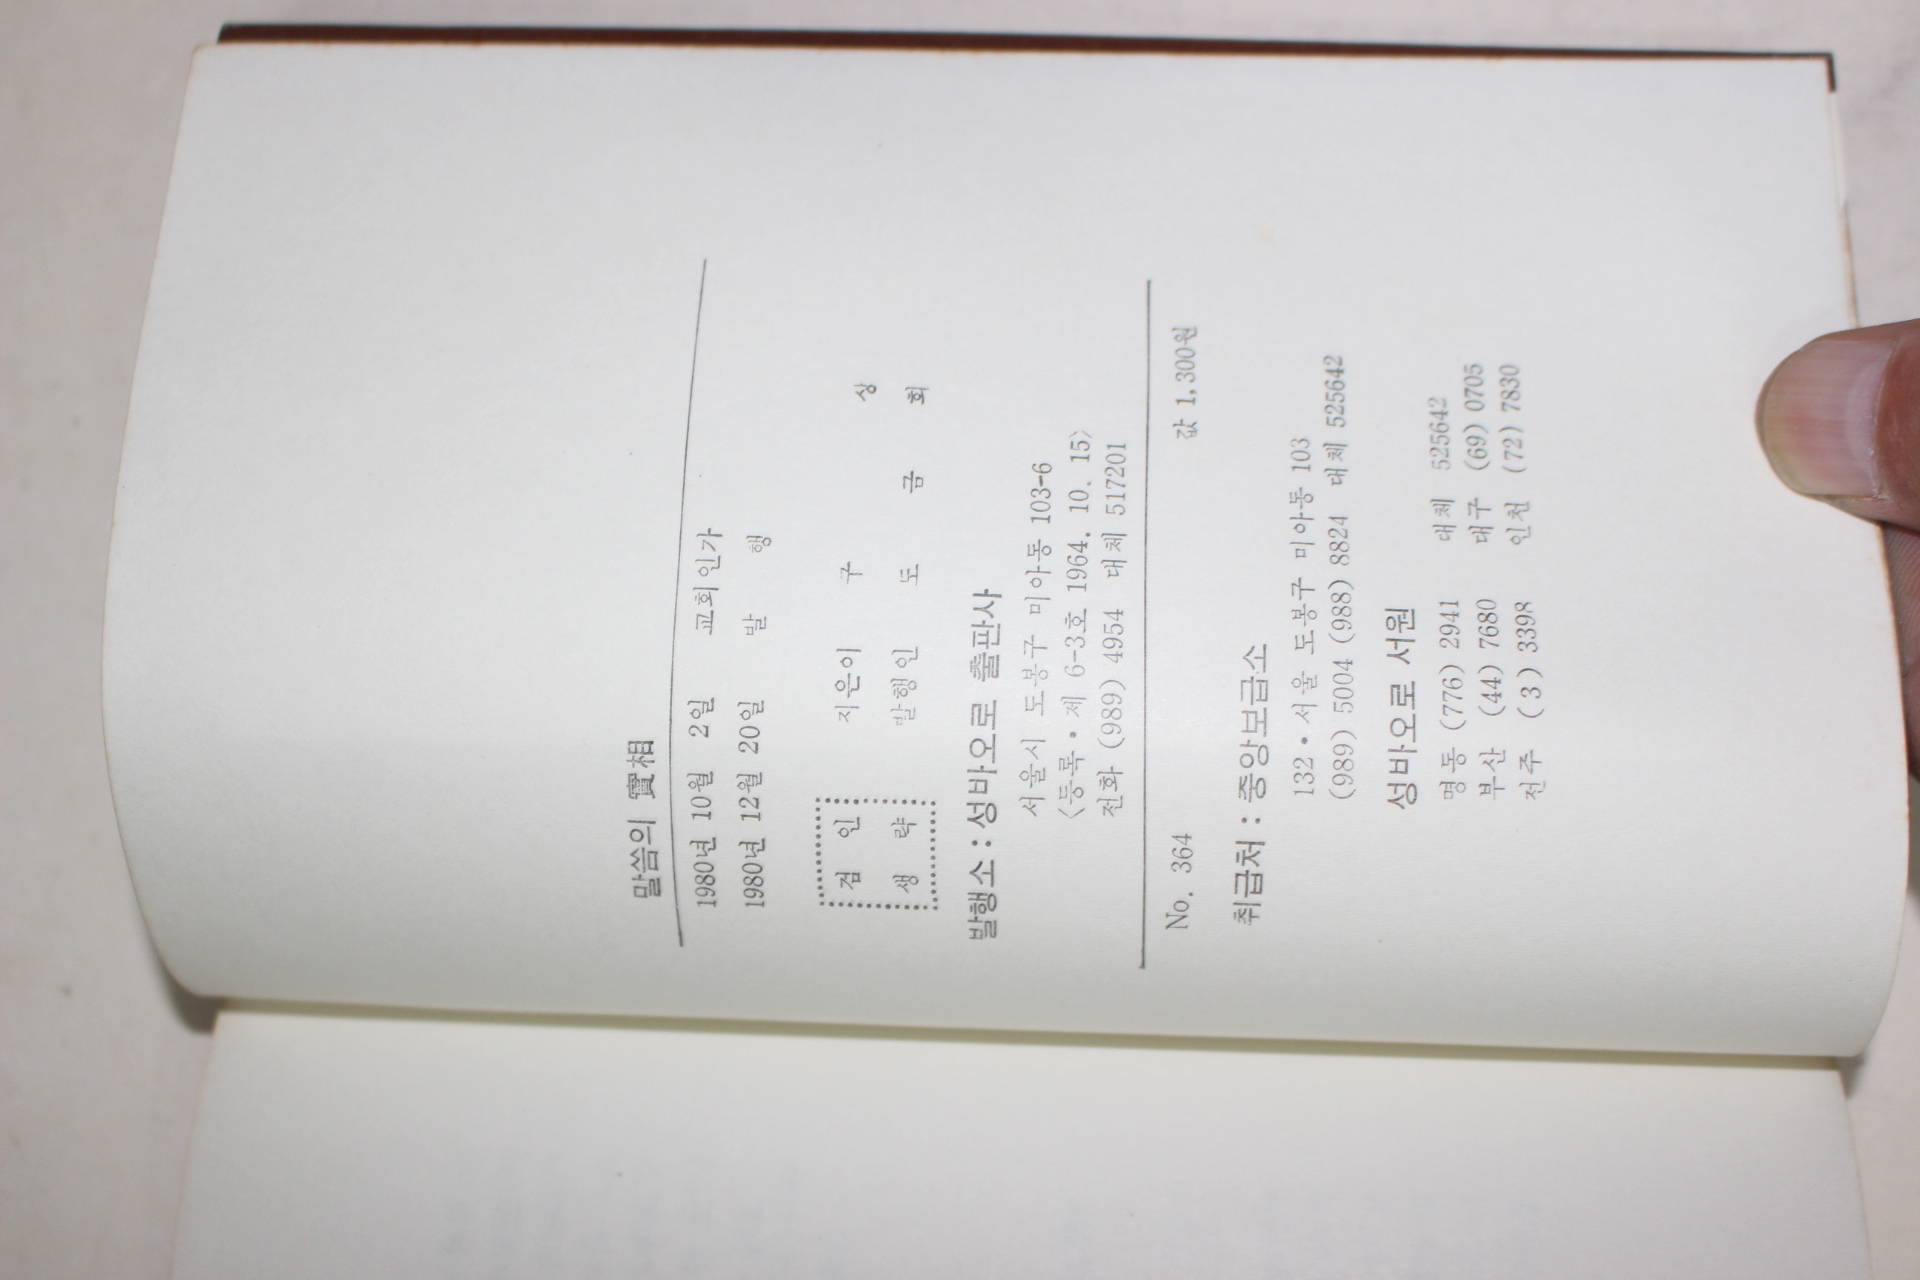 말씀의 實相
1980년 10월 2일 교회인가
1980년 12월 20일 발 행
검 인
생 략
지은이 구 상
발행인 도 금 회
발행소 : 성바오로 출판사
서울시 도봉구 미아동 103-6
〈등록·제 6-3호 1964. 10. 15〉
전화 (989) 4954 대체 517201
No. 364 값 1,300원
취급처 : 중앙보급소
132·서울 도봉구 미아동 103
(989) 5004 (988) 8824 대체 525642
성바오로 서원
명동 (776) 2941 대체 525642
부산 (44) 7680 대구 (69) 0705
전주 (3) 3398 인천 (72) 7830